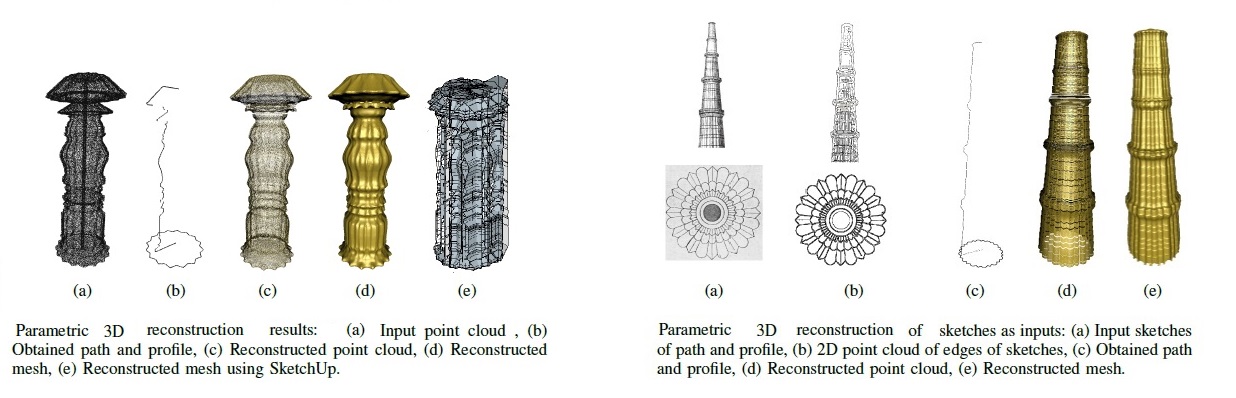 (a) (b) (c) (d) (e)
Parametric 3D reconstruction results: (a) Input point cloud , (b)
Obtained path and profile, (c) Reconstructed point cloud, (d) Reconstructed
mesh, (e) Reconstructed mesh using SketchUp.
(a) (b) (c) (d) (e)
Parametric 3D reconstruction of sketches as inputs: (a) Input sketches
of path and profile, (b) 2D point cloud of edges of sketches, (c) Obtained path
and profile, (d) Reconstructed point cloud, (e) Reconstructed mesh.